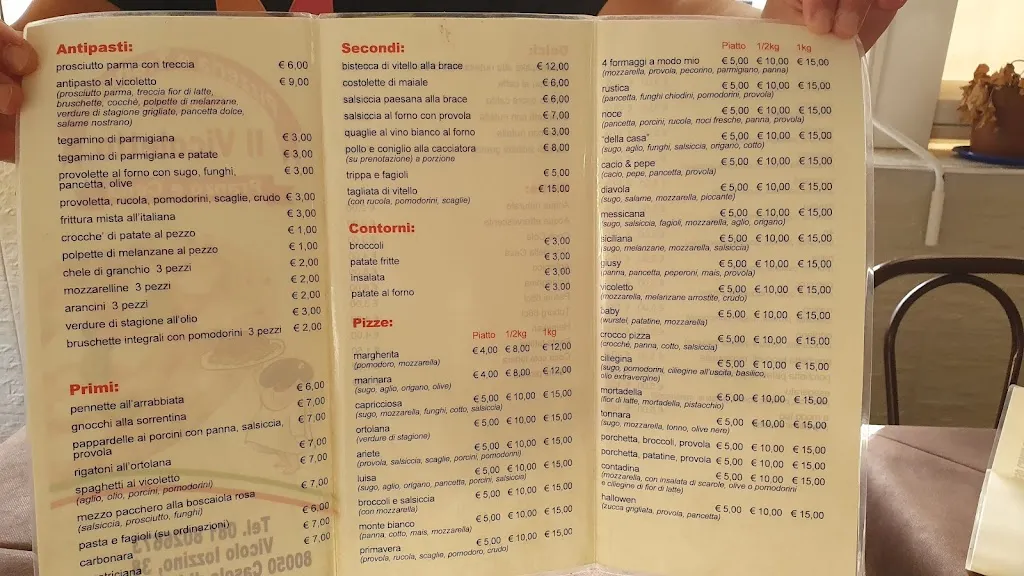 Antipasti:
prosciutto parma con treccia € 6,00
antipasto al vicoletto € 9,00
(prosciutto parma, treccia fior di latte,
bruschette, cocchè, polpette di melanzane,
verdure di stagione grigliate, pancetta dolce,
salame nostrano)
tegamino di parmigiana € 3,00
tegamino di parmigiana e patate € 3,00
provolette al forno con sugo, funghi, € 3,00
pancetta, olive
provoletta, rucola, pomodorini, scaglie, crudo € 3,00
frittura mista all'italiana € 3,00
crocche' di patate al pezzo € 1,00
polpette di melanzane al pezzo € 1,00
chele di granchio 3 pezzi € 2,00
mozzarelline 3 pezzi € 2,00
arancini 3 pezzi € 2,00
verdure di stagione all'olio € 3,00
bruschette integrali con pomodorini 3 pezzi € 2,00
Primi:
pennette all'arrabbiata € 6,00
gnocchi alla sorrentina € 7,00
pappardelle ai porcini con panna, salsiccia, € 7,00
provola
rigatoni all'ortolana € 7,00
spaghetti al vicoletto € 7,00
(aglio, olio, porcini, pomodorini)
mezzo pacchero alla boscaiola rosa € 7,00
(salsiccia, prosciutto, funghi)
pasta e fagioli (su ordinazione) € 6,00
carbonara € 7,00
Secondi:
bistecca di vitello alla brace € 12,00
costolette di maiale € 6,00
salsiccia paesana alla brace € 6,00
salsiccia al forno con provola € 7,00
quaglie al vino bianco al forno € 3,00
pollo e coniglio alla cacciatora € 8,00
(su prenotazione) a porzione
trippa e fagioli € 5,00
tagliata di vitello € 15,00
(con rucola, pomodorini, scaglie)
Contorni:
broccoli € 3,00
patate fritte € 3,00
insalata € 3,00
patate al forno € 3,00
Pizze:
Piatto 1/2kg 1kg
margherita € 4,00 € 8,00 € 12,00
(pomodoro, mozzarella)
marinara € 4,00 € 8,00 € 12,00
(sugo, aglio, origano, olive)
capricciosa € 5,00 € 10,00 € 15,00
(sugo, mozzarella, funghi, cotto, salsiccia)
ortolana € 5,00 € 10,00 € 15,00
(verdure di stagione)
ariete € 5,00 € 10,00 € 15,00
(provola, salsiccia, scaglie, porcini, pomodorini)
luisa € 5,00 € 10,00 € 15,00
(sugo, aglio, origano, pancetta, porcini, salsiccia)
broccoli e salsiccia € 5,00 € 10,00 € 15,00
(con mozzarella)
monte bianco € 5,00 € 10,00 € 15,00
(panna, cotto, mais, mozzarella)
primavera € 5,00 € 10,00 € 15,00
(provola, rucola, scaglie, pomodoro, crudo)
Piatto 1/2kg 1kg
4 formaggi a modo mio € 5,00 € 10,00 € 15,00
(mozzarella, provola, pecorino, parmigiano, panna)
rustica € 5,00 € 10,00 € 15,00
(pancetta, funghi chiodini, pomodorini, provola)
noce € 5,00 € 10,00 € 15,00
(pancetta, porcini, rucola, noci fresche, panna, provola)
"della casa" € 5,00 € 10,00 € 15,00
(sugo, aglio, funghi, salsiccia, origano, cotto)
cacio & pepe € 5,00 € 10,00 € 15,00
(cacio, pepe, pancetta, provola)
diavola € 5,00 € 10,00 € 15,00
(sugo, salame, mozzarella, piccante)
messicana € 5,00 € 10,00 € 15,00
(sugo, salsiccia, fagioli, mozzarella, aglio, origano)
siciliana € 5,00 € 10,00 € 15,00
(sugo, melanzane, mozzarella, salsiccia)
giusy € 5,00 € 10,00 € 15,00
(panna, pancetta, peperoni, mais, provola)
vicoletto € 5,00 € 10,00 € 15,00
(mozzarella, melanzane arrostite, crudo)
baby € 5,00 € 10,00 € 15,00
(wurstel, patatine, mozzarella)
crocco pizza € 5,00 € 10,00 € 15,00
(crocchè, panna, cotto, salsiccia)
ciliegina € 5,00 € 10,00 € 15,00
(sugo, pomodorini, ciliegine all'uscita, basilico,
olio extravergine)
mortadella € 5,00 € 10,00 € 15,00
(fior di latte, mortadella, pistacchio)
tonnara € 5,00 € 10,00 € 15,00
(sugo, mozzarella, tonno, olive nere)
porchetta, broccoli, provola € 5,00 € 10,00 € 15,00
porchetta, patatine, provola € 5,00 € 10,00 € 15,00
contadina € 5,00 € 10,00 € 15,00
(mozzarella, con insalata di scarole, olive o pomodorini
e ciliegine di fior di latte)
hallowen € 5,00 € 10,00 € 15,00
(zucca grigliata, provola, pancetta)